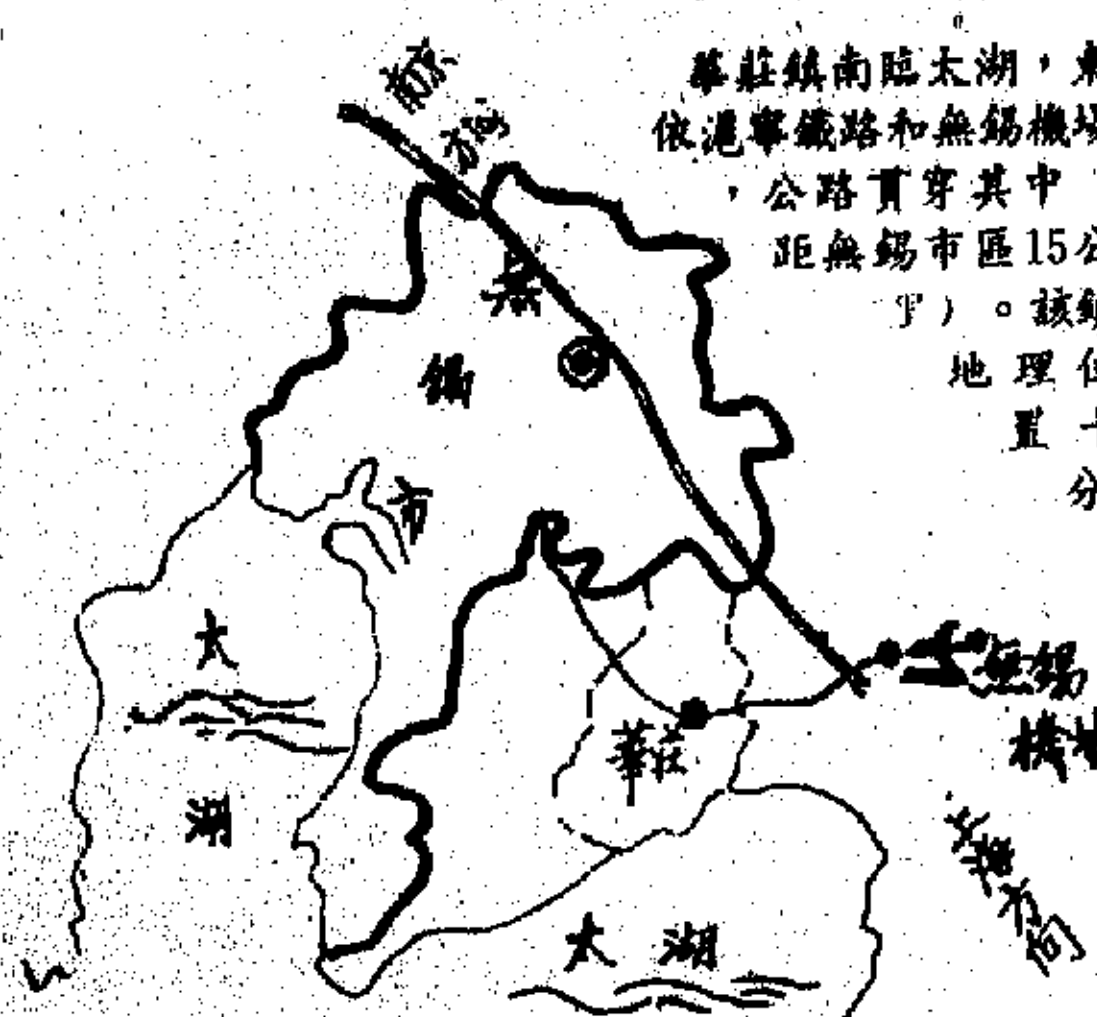 華莊鎮南臨太湖，東
依滬寧鐵路和無錫機場
，公路貫穿其中
距無錫市區15公
。該鎮
地理位
置十
分
南京
方向
無
錫
市
太
湖
華莊
無錫
機場
上海方向
太湖